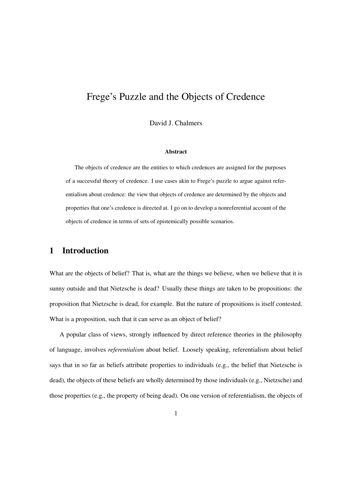 Frege's Puzzle and the Objects of Credence
David J. Chalmers
Abstract
The objects of credence are the entities to which credences are assigned for the purposes
of a successful theory of credence. I use cases akin to Frege's puzzle to argue against refer-
entialism about credence: the view that objects of credence are determined by the objects and
properties that one's credence is directed at. I go on to develop a nonreferential account of the
objects of credence in terms of sets of epistemically possible scenarios.
1 Introduction
What are the objects of belief? That is, what are the things we believe, when we believe that it is
sunny outside and that Nietzsche is dead? Usually these things are taken to be propositions: the
proposition that Nietzsche is dead, for example. But the nature of propositions is itself contested.
What is a proposition, such that it can serve as an object of belief?
A popular class of views, strongly influenced by direct reference theories in the philosophy
of language, involves referentialism about belief. Loosely speaking, referentialism about belief
says that in so far as beliefs attribute properties to individuals (e.g., the belief that Nietzsche is
dead), the objects of these beliefs are wholly determined by those individuals (e.g., Nietzsche) and
those properties (e.g., the property of being dead). On one version of referentialism, the objects of
1